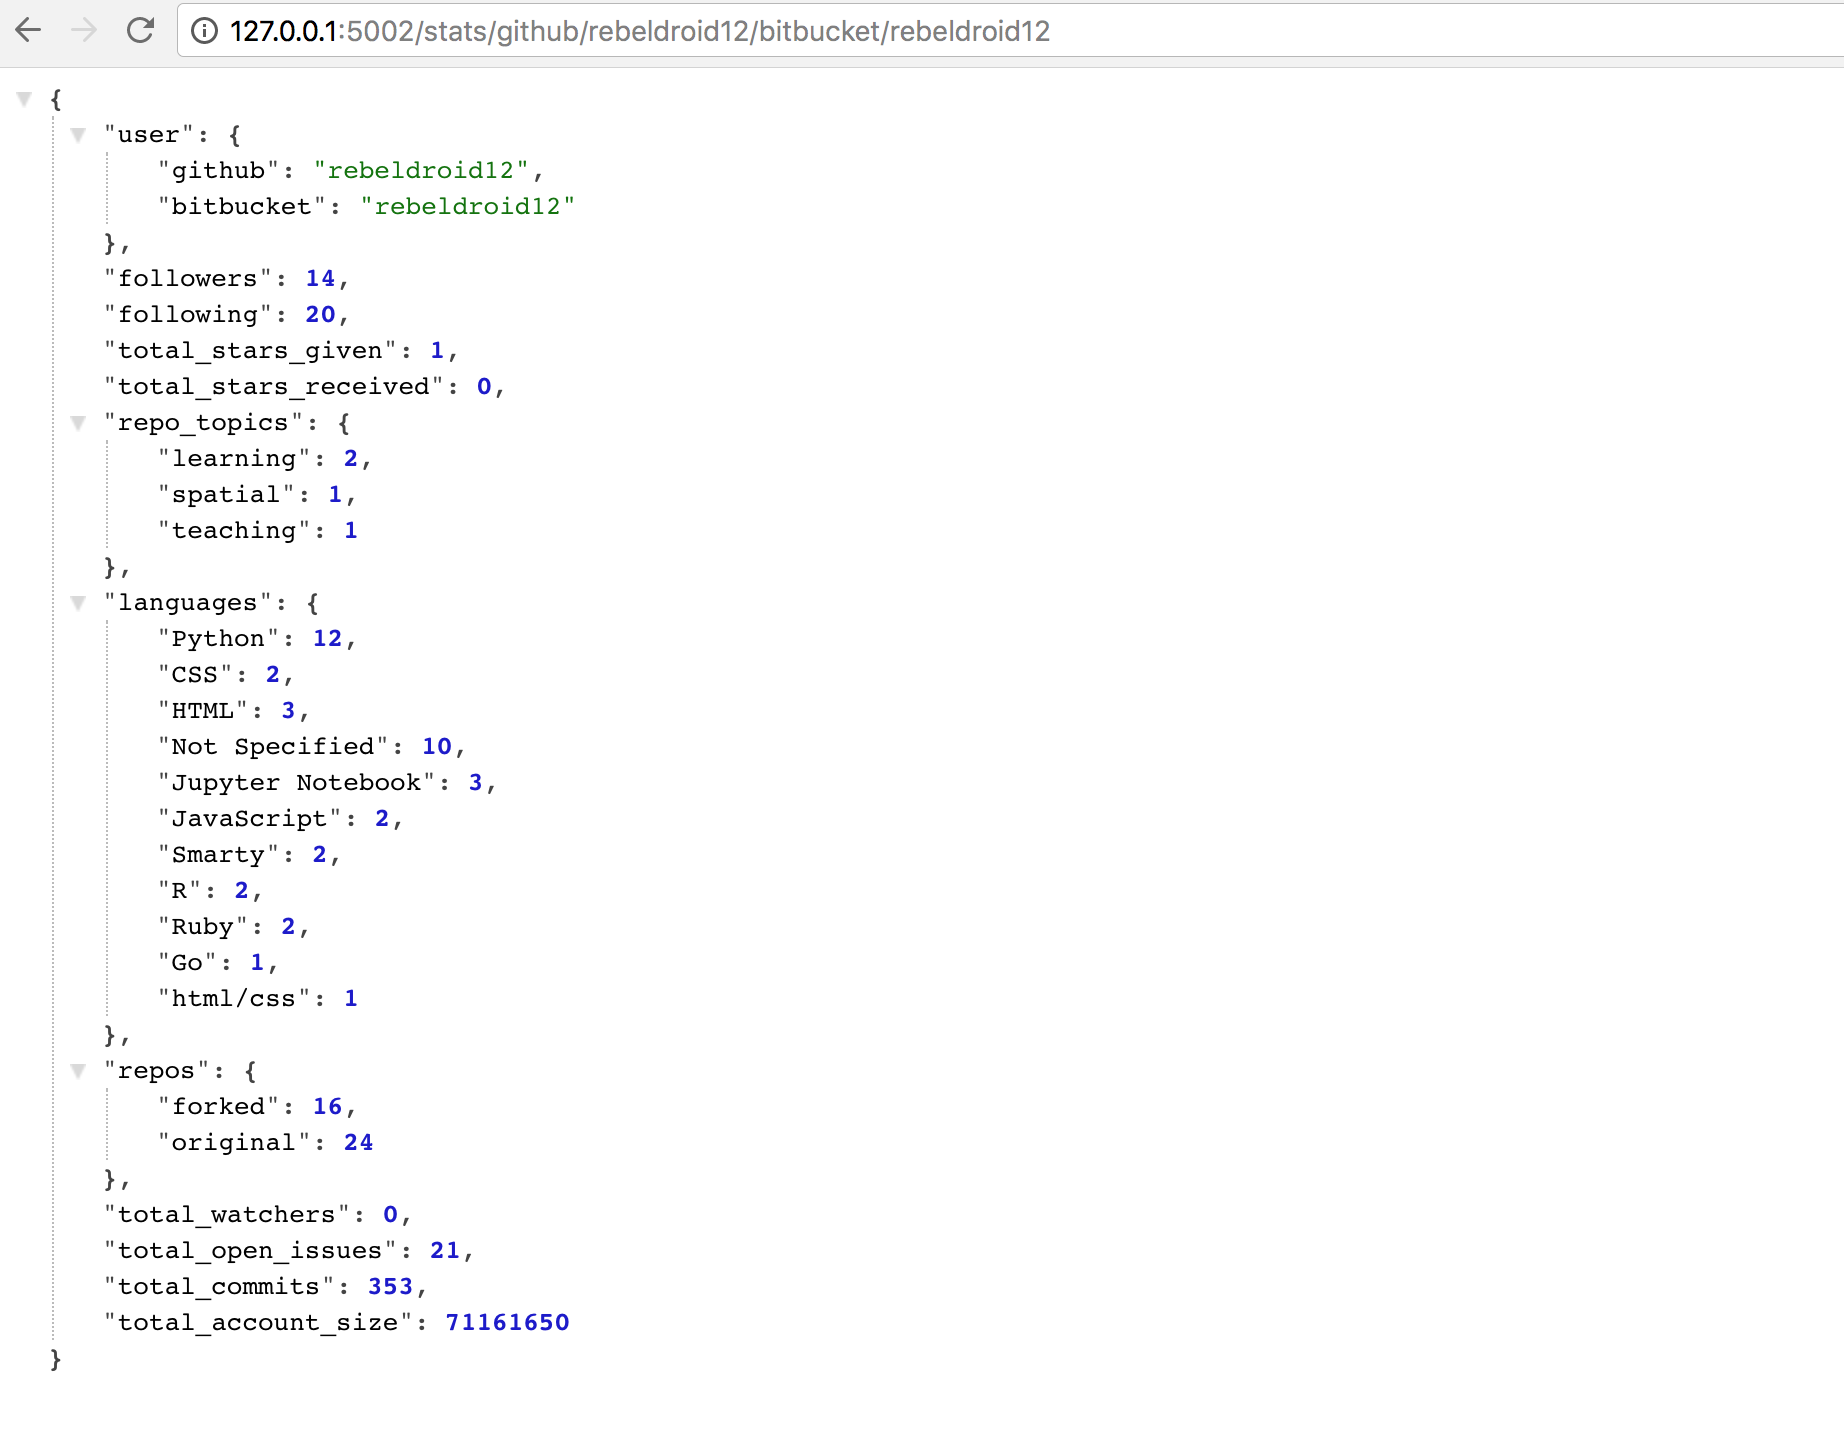 127.0.0.1:5002/stats/github/rebeldroid12/bitbucket/rebeldroid12
{
"user": {
"github": "rebeldroid12",
"bitbucket": "rebeldroid12"
},
"followers": 14,
"following": 20,
"total_stars_given": 1,
"total_stars_received": 0,
"repo_topics": {
"learning": 2,
"spatial": 1,
"teaching": 1
},
"languages": {
"Python": 12,
"CSS": 2,
"HTML": 3,
"Not Specified": 10,
"Jupyter Notebook": 3,
"JavaScript": 2,
"Smarty": 2,
"R": 2,
"Ruby": 2,
"Go": 1,
"html/css": 1
},
"repos": {
"forked": 16,
"original": 24
},
"total_watchers": 0,
"total_open_issues": 21,
"total_commits": 353,
"total_account_size": 71161650
}